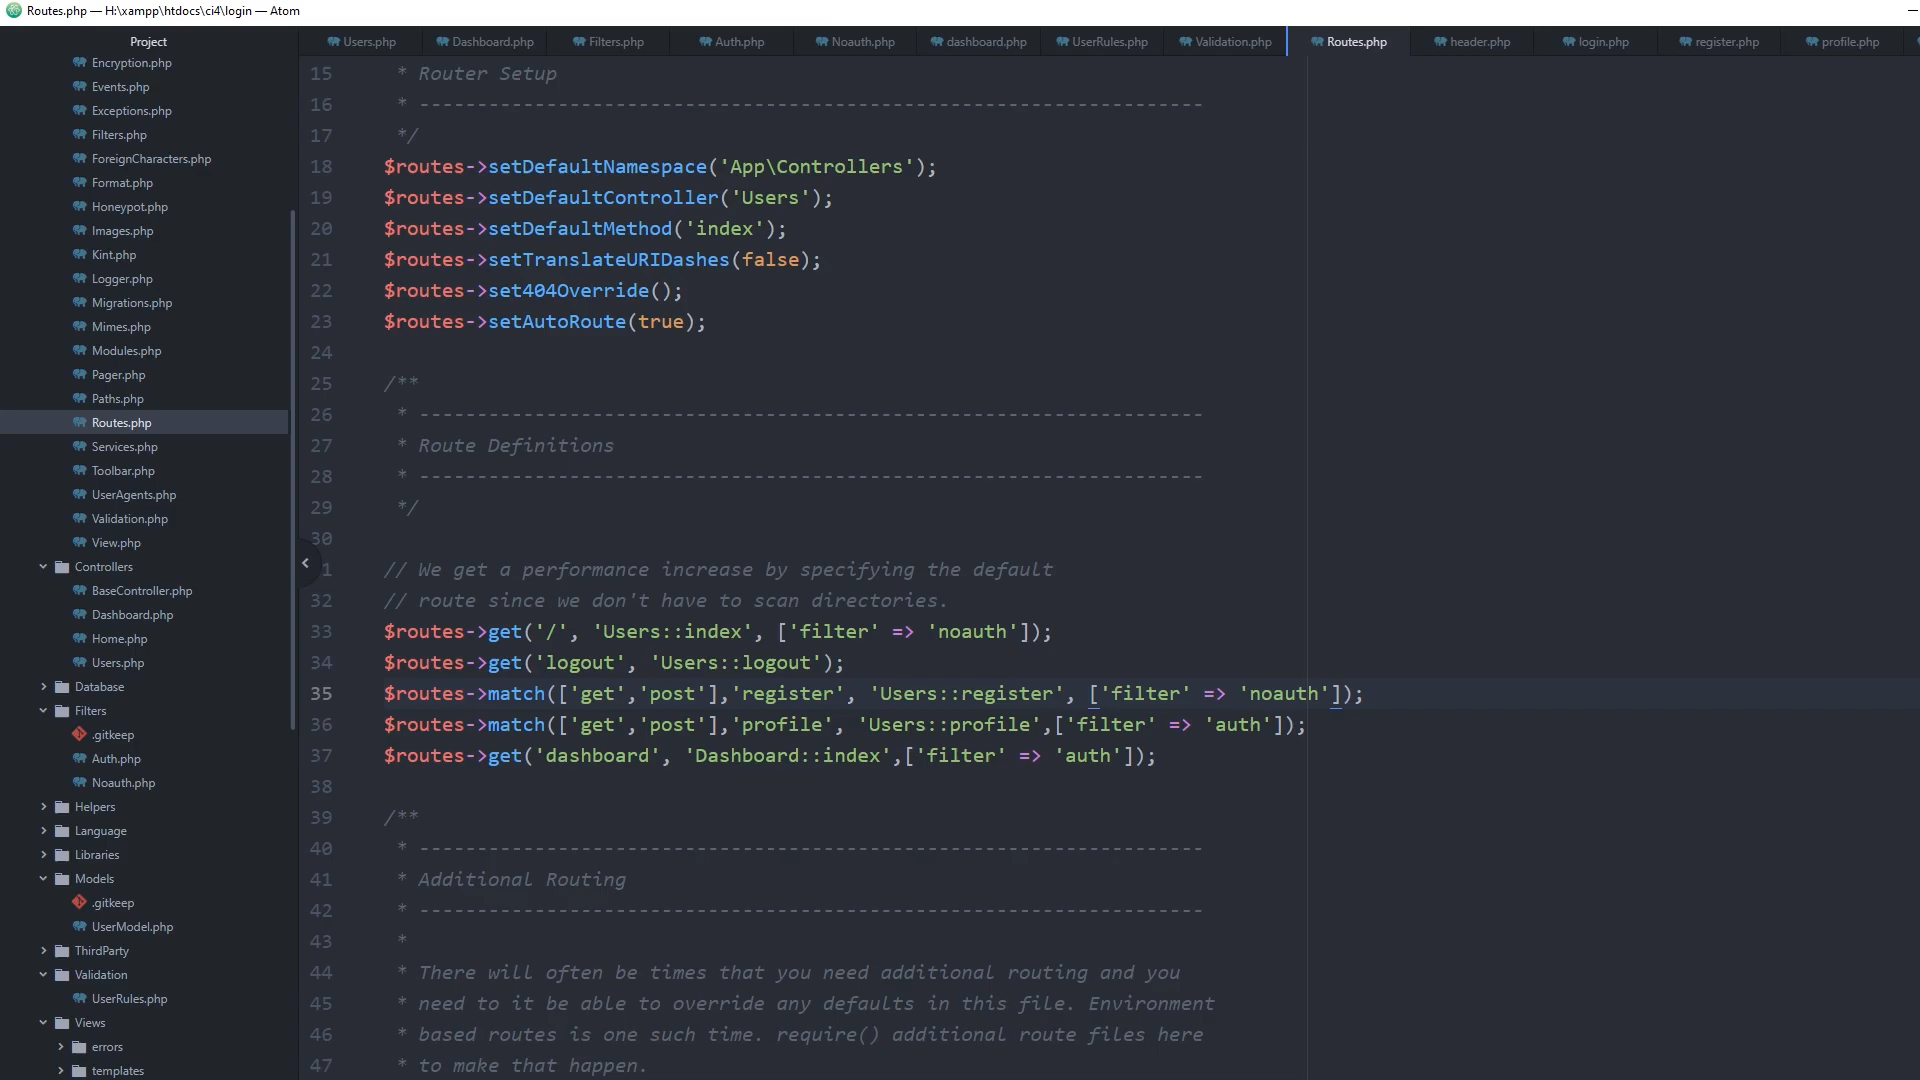 Routes.php — H:\xampp\htdocs\ci4\login — Atom
Project
Encryption.php
Events.php
Exceptions.php
Filters.php
ForeignCharacters.php
Format.php
Honeypot.php
Images.php
Kint.php
Logger.php
Migrations.php
Mimes.php
Modules.php
Pager.php
Paths.php
Routes.php
Services.php
Toolbar.php
UserAgents.php
Validation.php
View.php
Controllers
BaseController.php
Dashboard.php
Home.php
Users.php
Database
Filters
.gitkeep
Auth.php
Noauth.php
Helpers
Language
Libraries
Models
.gitkeep
UserModel.php
ThirdParty
Validation
UserRules.php
Views
errors
templates
Users.php Dashboard.php Filters.php Auth.php Noauth.php dashboard.php UserRules.php Validation.php Routes.php header.php login.php register.php profile.php
15 * Router Setup
16 * --------------------------------------------------------------------
17 */
18 $routes->setDefaultNamespace('App\Controllers');
19 $routes->setDefaultController('Users');
20 $routes->setDefaultMethod('index');
21 $routes->setTranslateURIDashes(false);
22 $routes->set404Override();
23 $routes->setAutoRoute(true);
24
25 /**
26 * --------------------------------------------------------------------
27 * Route Definitions
28 * --------------------------------------------------------------------
29 */
30
1 // We get a performance increase by specifying the default
32 // route since we don't have to scan directories.
33 $routes->get('/', 'Users::index', ['filter' => 'noauth']);
34 $routes->get('logout', 'Users::logout');
35 $routes->match(['get','post'],'register', 'Users::register', ['filter' => 'noauth']);
36 $routes->match(['get','post'],'profile', 'Users::profile',['filter' => 'auth']);
37 $routes->get('dashboard', 'Dashboard::index',['filter' => 'auth']);
38
39 /**
40 * --------------------------------------------------------------------
41 * Additional Routing
42 * --------------------------------------------------------------------
43 *
44 * There will often be times that you need additional routing and you
45 * need to it be able to override any defaults in this file. Environment
46 * based routes is one such time. require() additional route files here
47 * to make that happen.